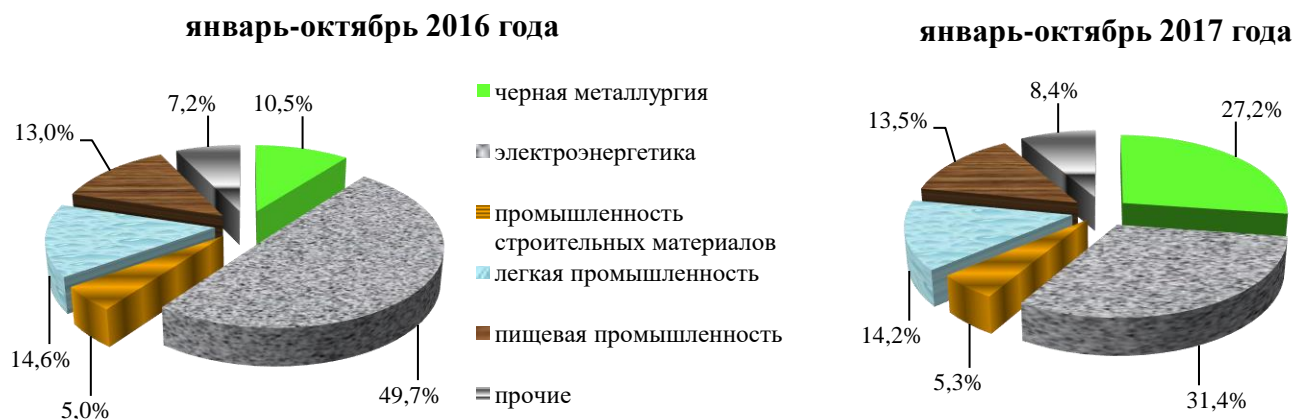 январь-октябрь 2016 года
7,2%
10,5%
13,0%
14,6%
5,0%
49,7%
черная металлургия
электроэнергетика
промышленность
строительных материалов
легкая промышленность
пищевая промышленность
прочие
январь-октябрь 2017 года
8,4%
27,2%
13,5%
14,2%
5,3%
31,4%